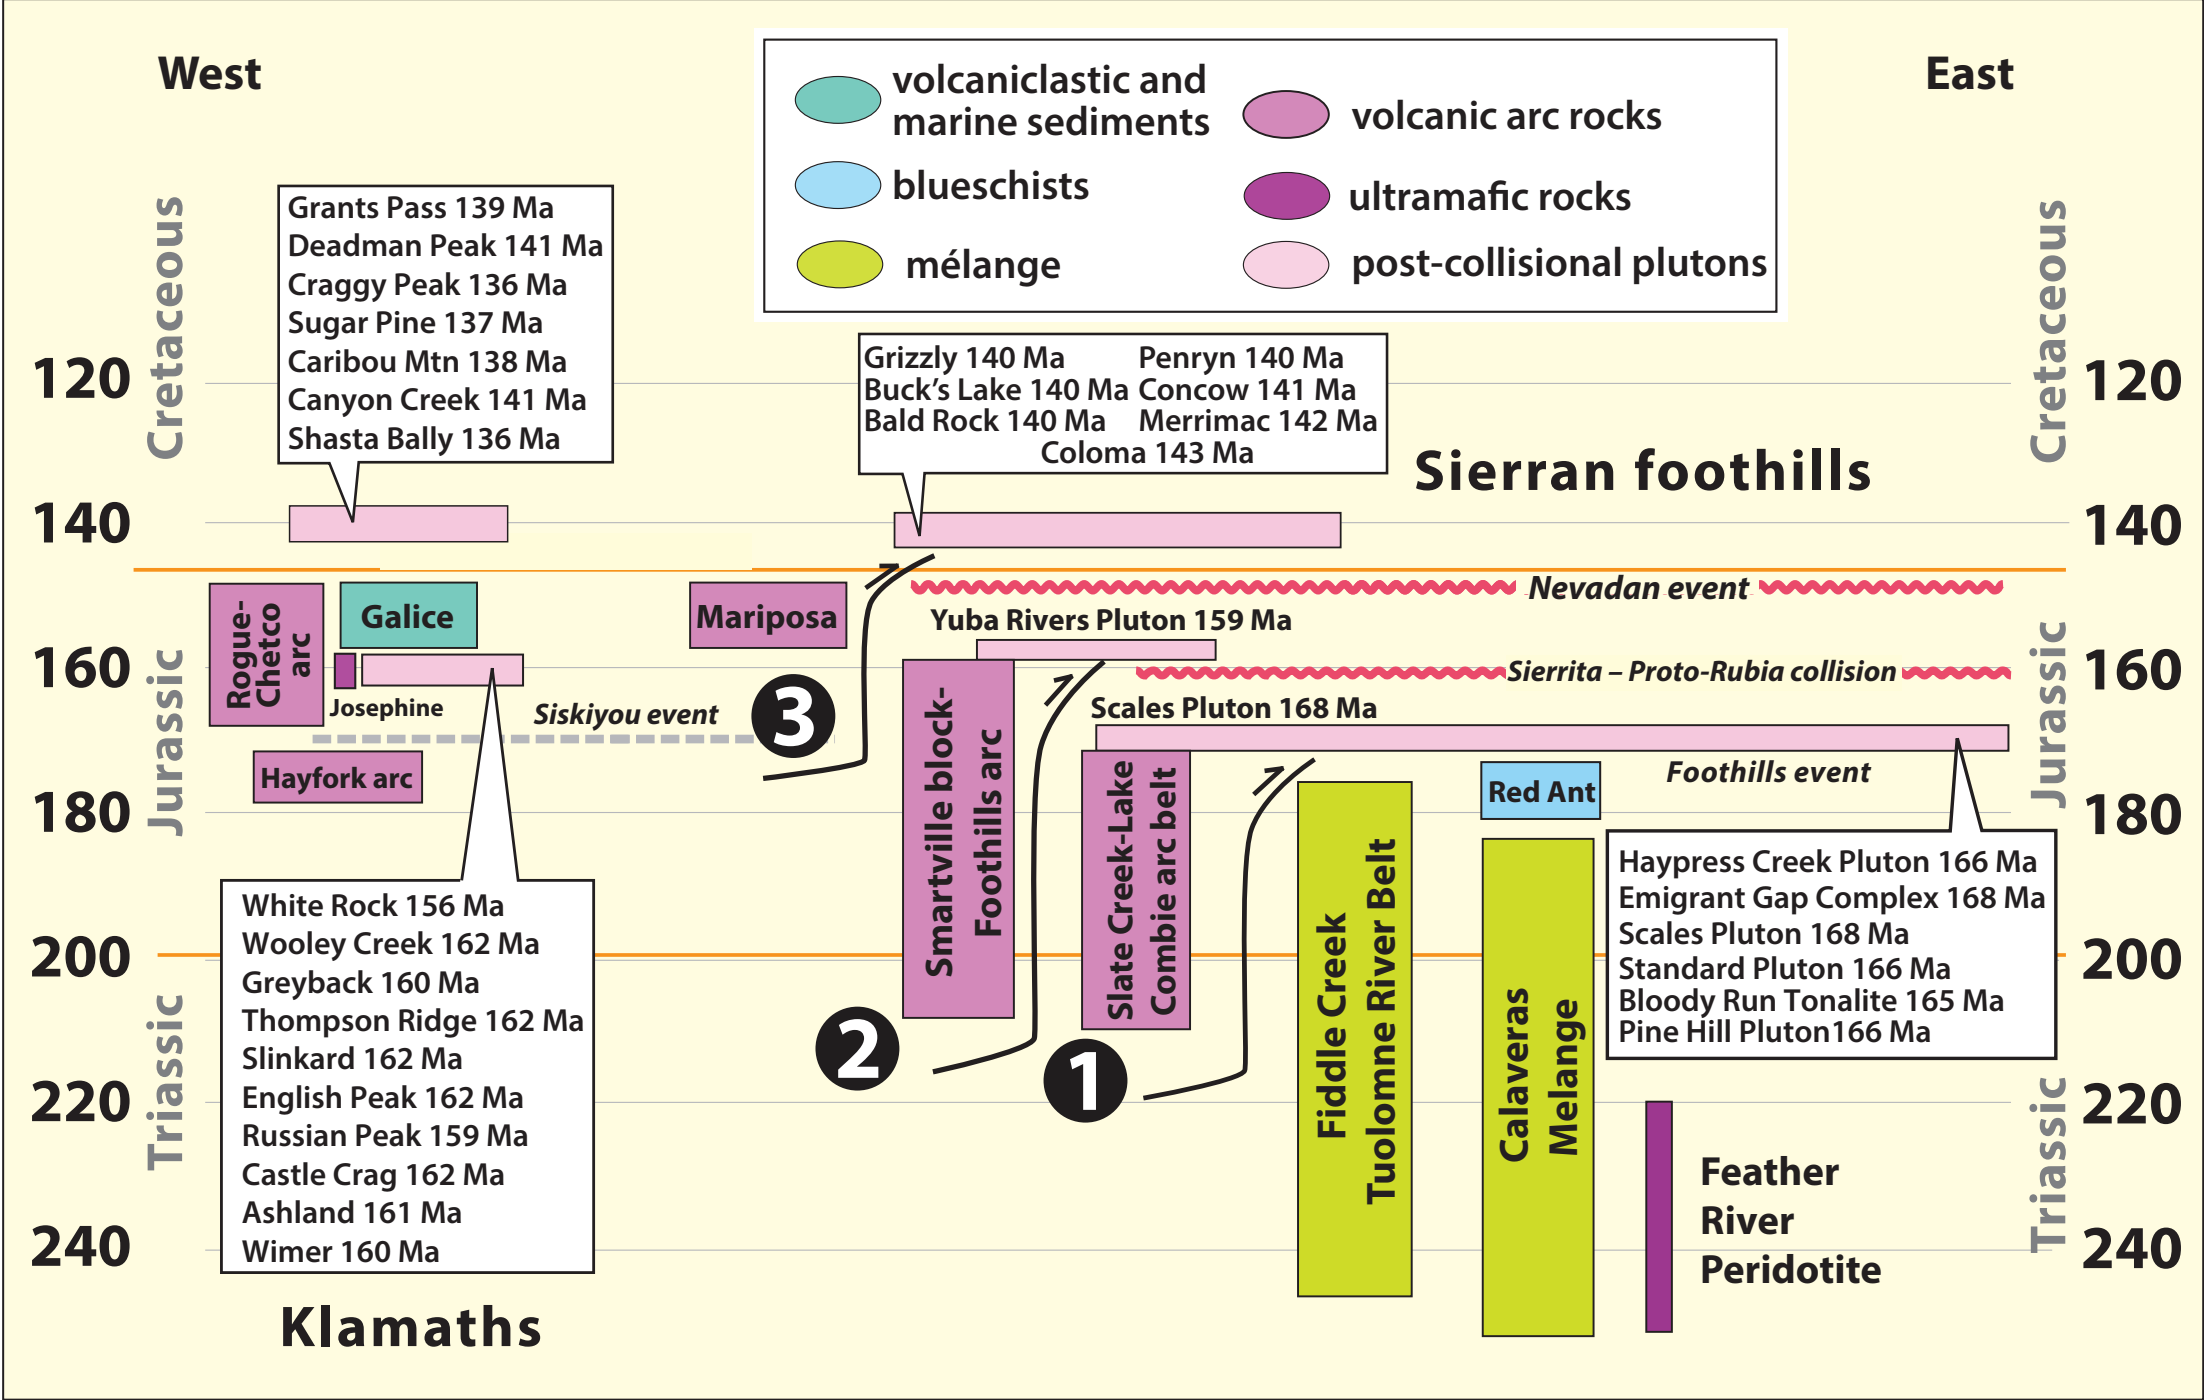 West
East
volcaniclastic and
marine sediments
blueschists
mélange
volcanic arc rocks
ultramafic rocks
post-collisional plutons
Cretaceous
Jurassic
Triassic
120
140
160
180
200
220
240
Grants Pass 139 Ma
Deadman Peak 141 Ma
Craggy Peak 136 Ma
Sugar Pine 137 Ma
Caribou Mtn 138 Ma
Canyon Creek 141 Ma
Shasta Bally 136 Ma
Grizzly 140 Ma Penryn 140 Ma
Buck's Lake 140 Ma Concow 141 Ma
Bald Rock 140 Ma Merrimac 142 Ma
Coloma 143 Ma
Sierran foothills
Rogue-
Chetco
arc
Galice
Josephine
Siskiyou event
Hayfork arc
Mariposa
3
Nevadan event
Yuba Rivers Pluton 159 Ma
Sierrita – Proto-Rubia collision
Scales Pluton 168 Ma
Foothills event
Smartville block-
Foothills arc
2
Slate Creek-Lake
Combie arc belt
1
Fiddle Creek
Tuolomne River Belt
Red Ant
Calaveras
Melange
Haypress Creek Pluton 166 Ma
Emigrant Gap Complex 168 Ma
Scales Pluton 168 Ma
Standard Pluton 166 Ma
Bloody Run Tonalite 165 Ma
Pine Hill Pluton166 Ma
Feather
River
Peridotite
White Rock 156 Ma
Wooley Creek 162 Ma
Greyback 160 Ma
Thompson Ridge 162 Ma
Slinkard 162 Ma
English Peak 162 Ma
Russian Peak 159 Ma
Castle Crag 162 Ma
Ashland 161 Ma
Wimer 160 Ma
Klamaths
Cretaceous
Jurassic
Triassic
120
140
160
180
200
220
240